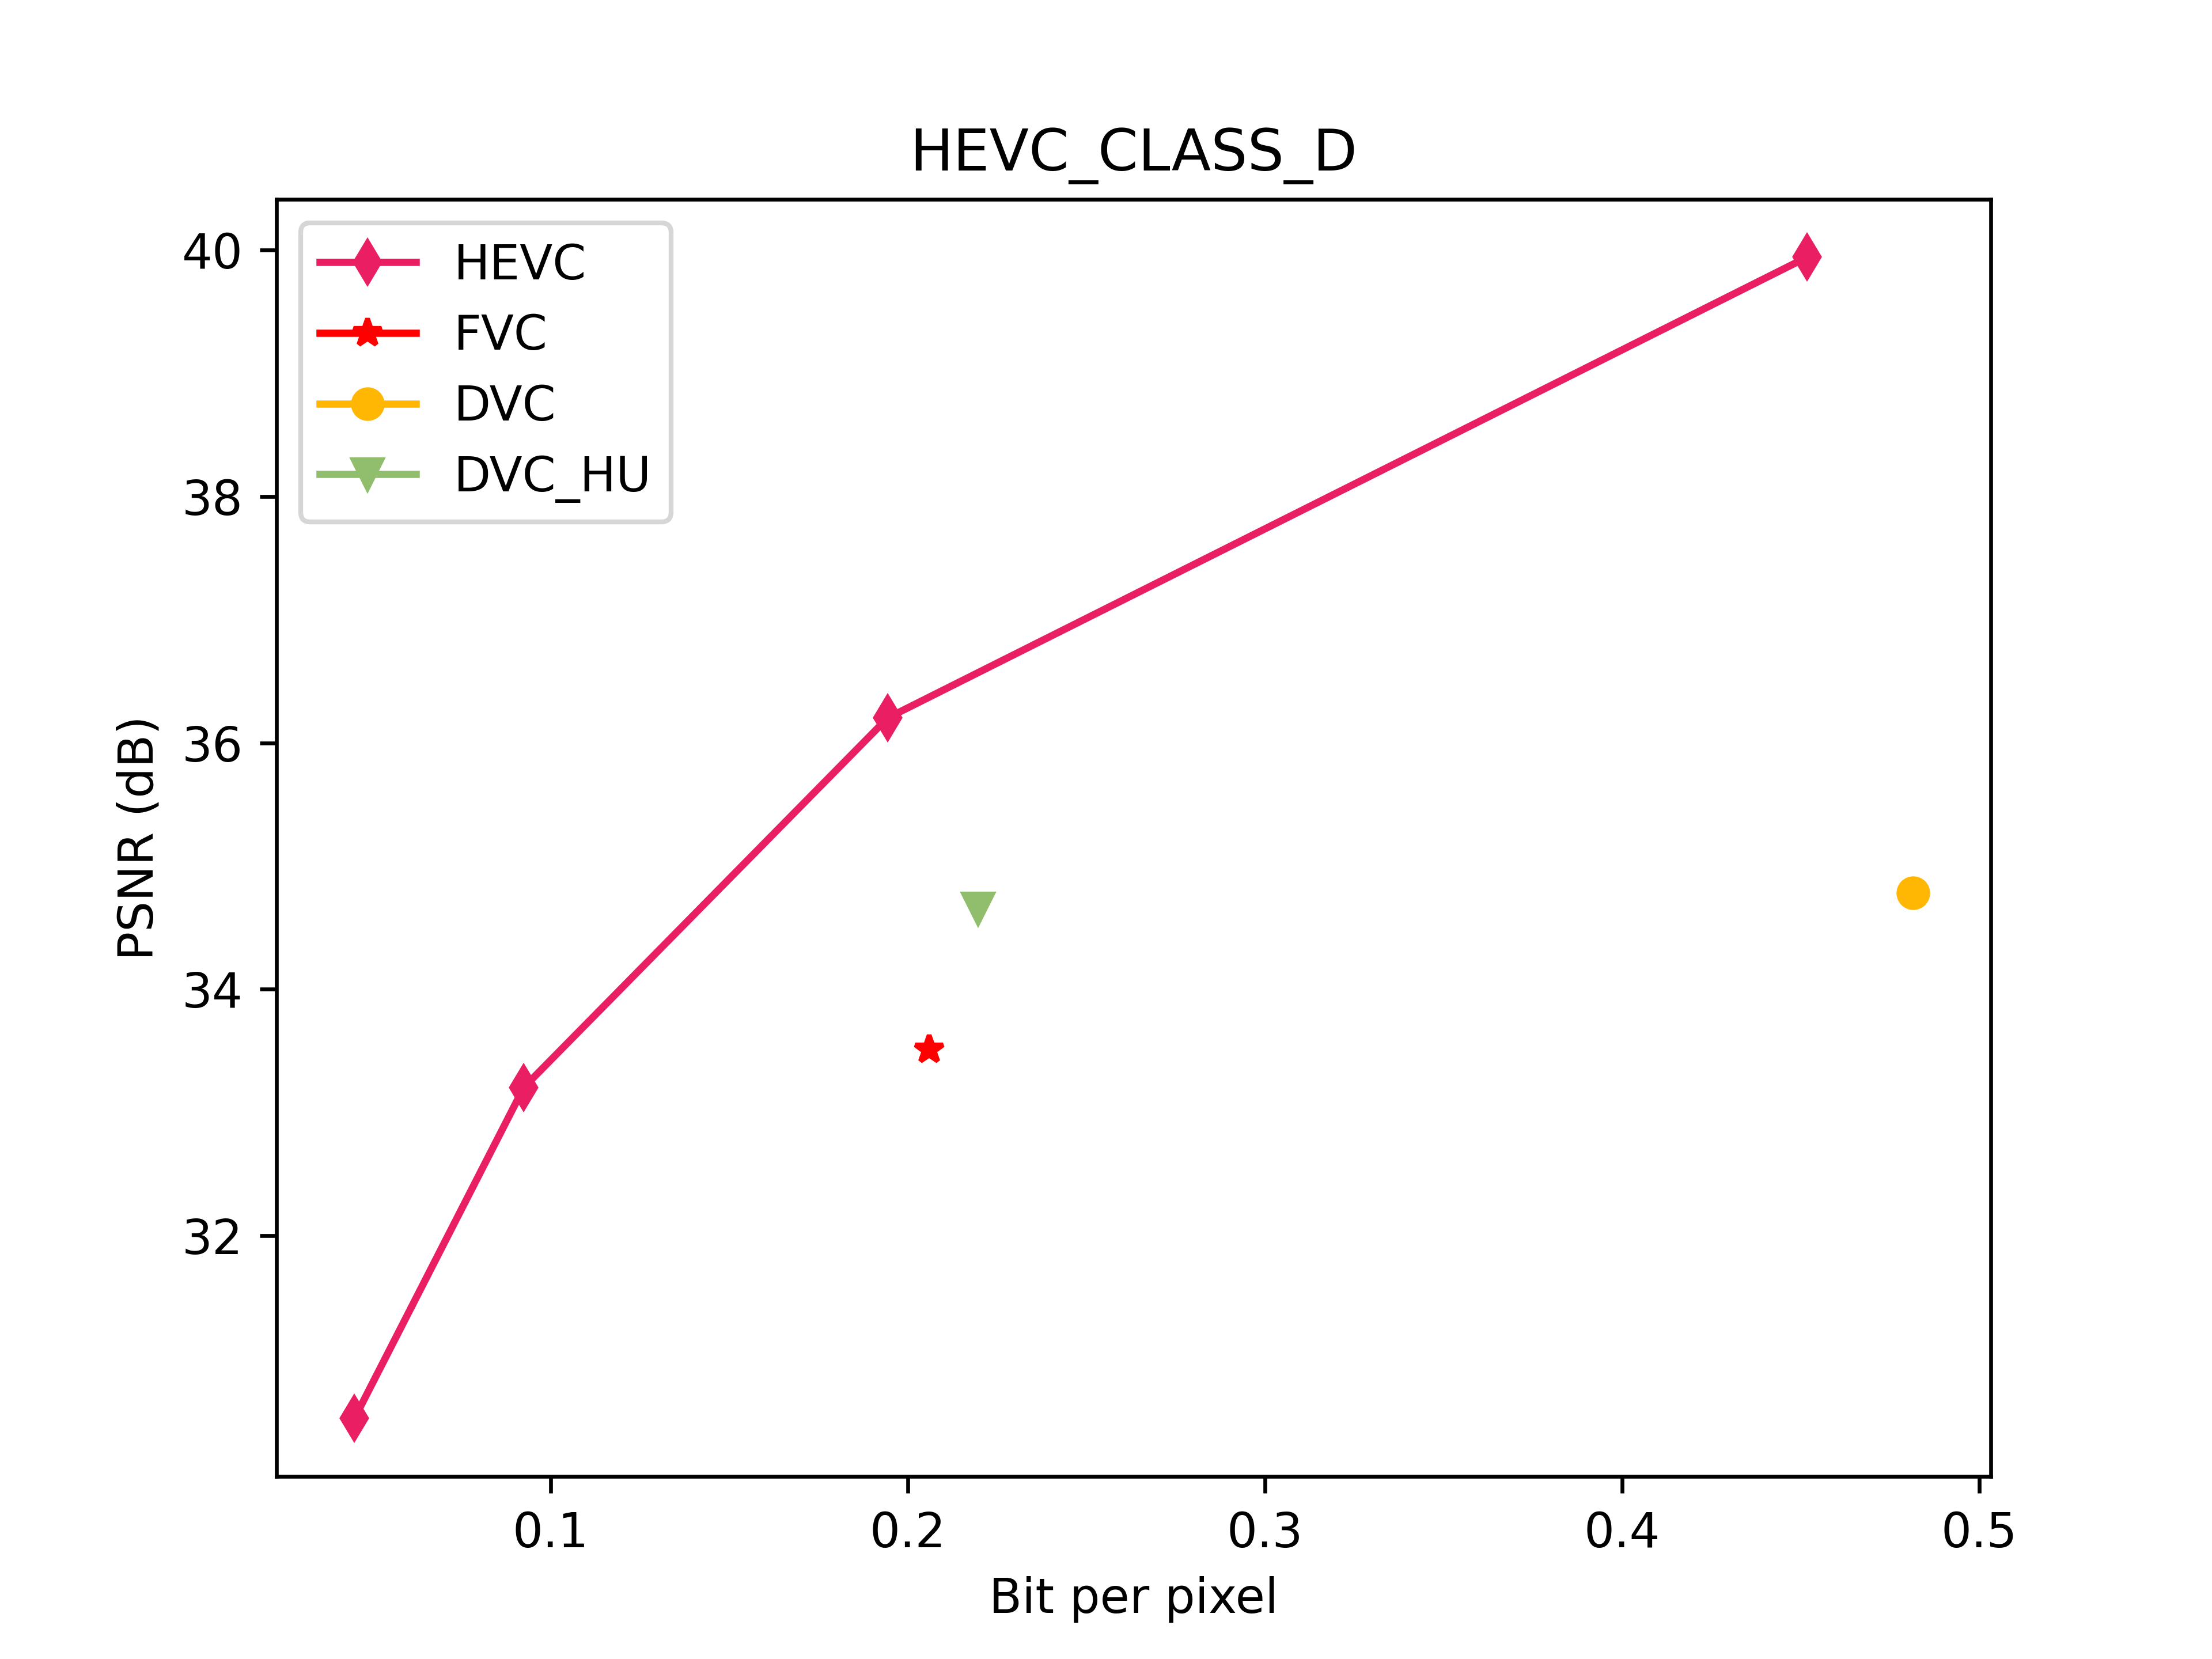 HEVC_CLASS_D
HEVC
FVC
DVC
DVC_HU
40
38
36
34
32
PSNR (dB)
0.1 0.2 0.3 0.4 0.5
Bit per pixel